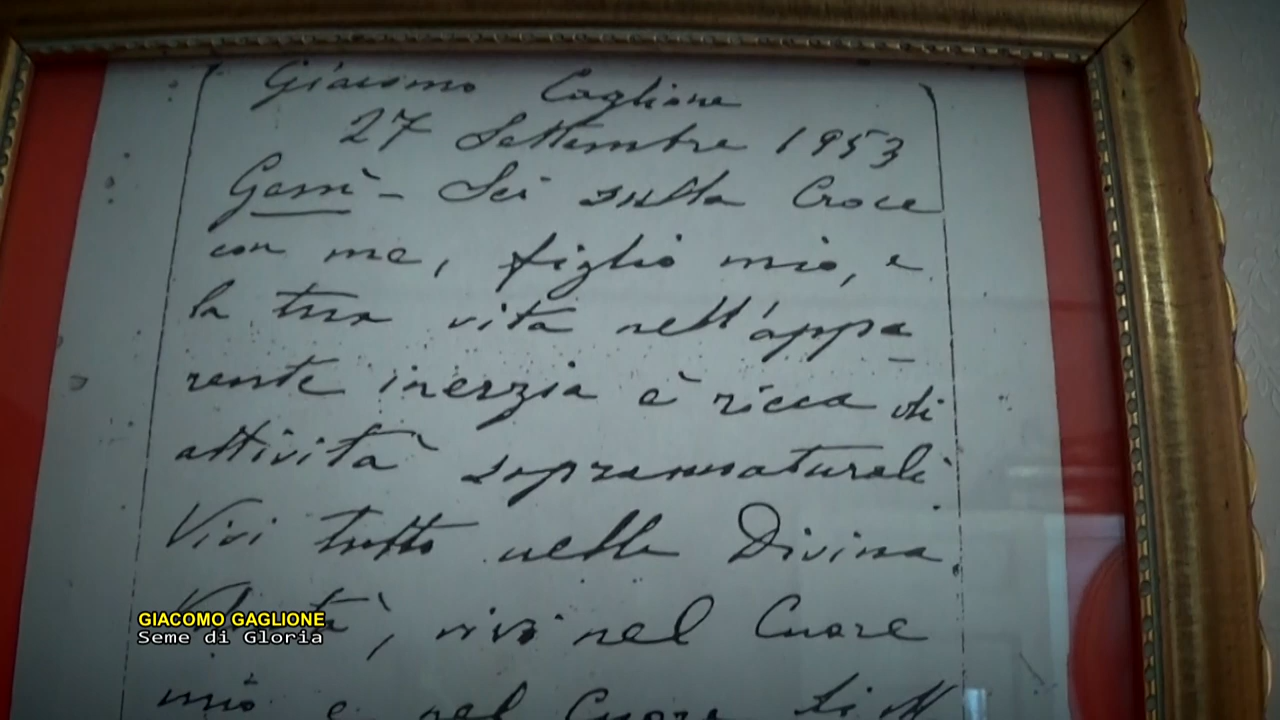 Giacomo Gaglione
27 Settembre 1953
Gesù - Sei sulla Croce
con me, figlio mio, e
la tua vita nell'appa-
rente inerzia è ricca di
attività soprannaturali
Vivi tutto nella Divina
Volontà, vivi nel Cuore
mio e nel Cuore di M
GIACOMO GAGLIONE
Seme di Gloria